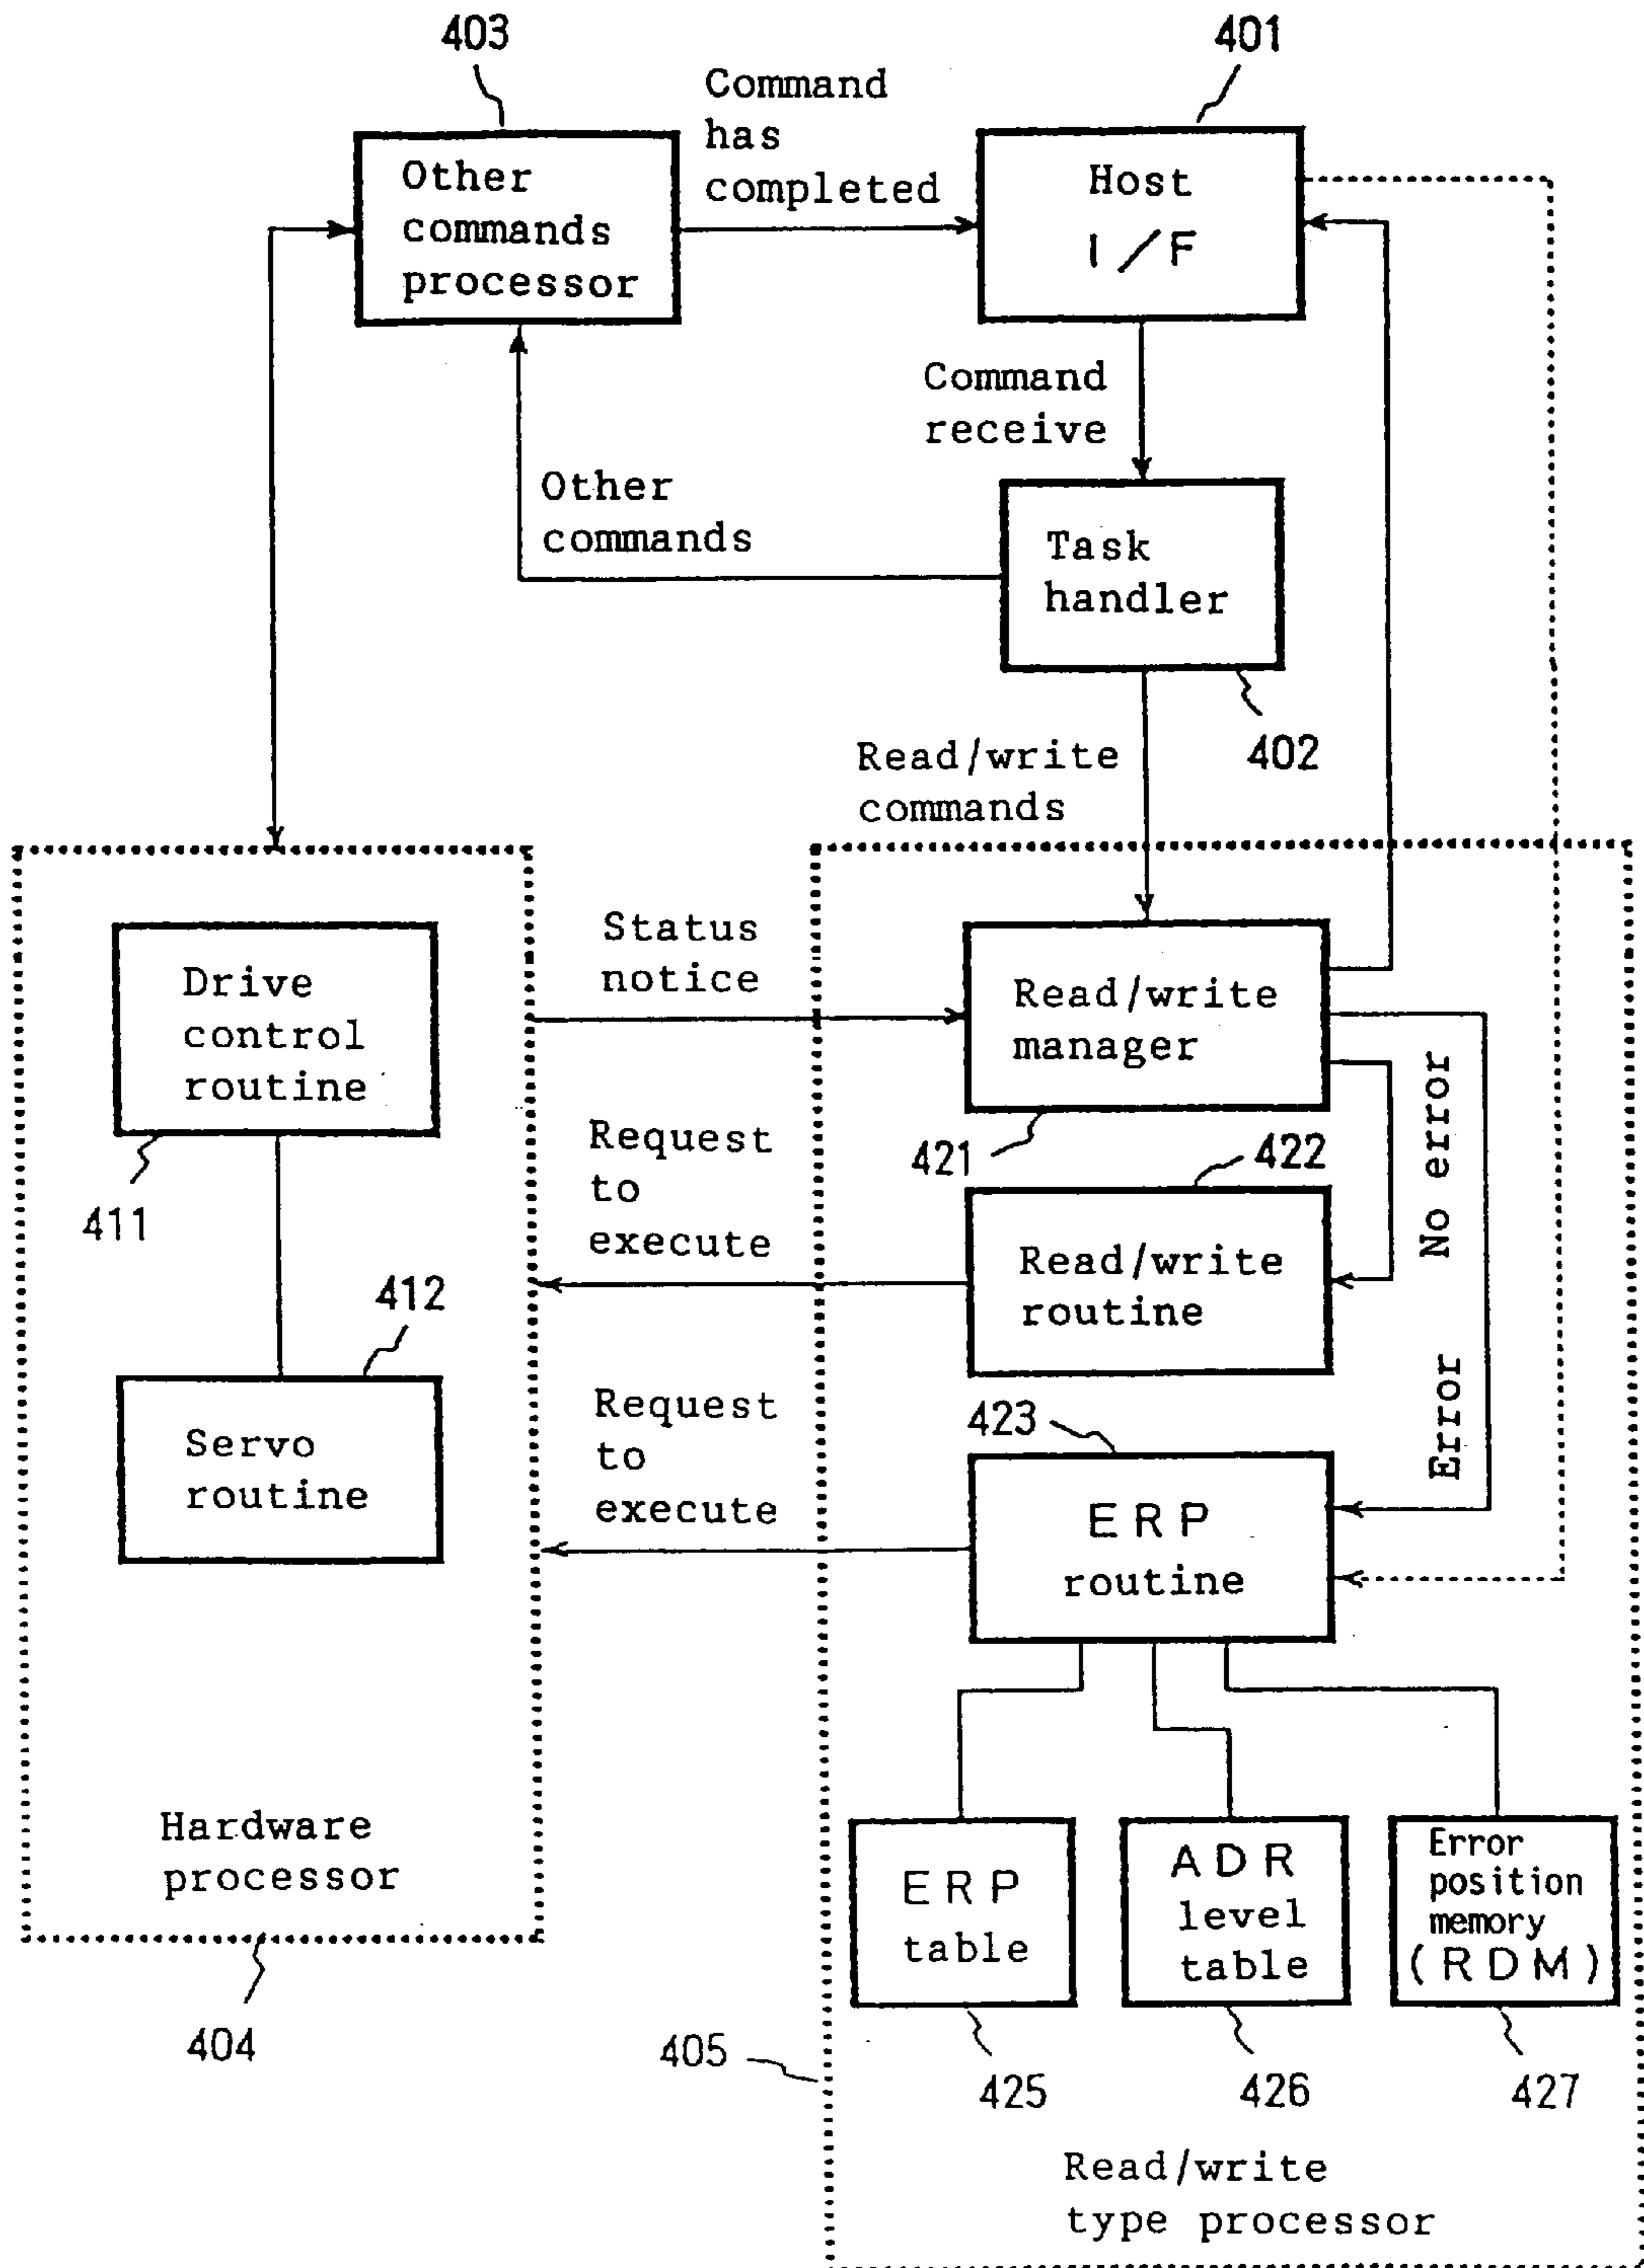 403
401
Command
has
completed
Other
commands
processor
Host
I/F
Command
receive
Other
commands
Task
handler
402
Read/write
commands
Status
notice
Drive
control
routine
411
Read/write
manager
421
No error
Request
to
execute
422
Read/write
routine
412
Servo
routine
Request
to
execute
423
Error
ERP
routine
Hardware
processor
404
ERP
table
ADR
level
table
Error
position
memory
(RDM)
405
425
426
427
Read/write
type processor